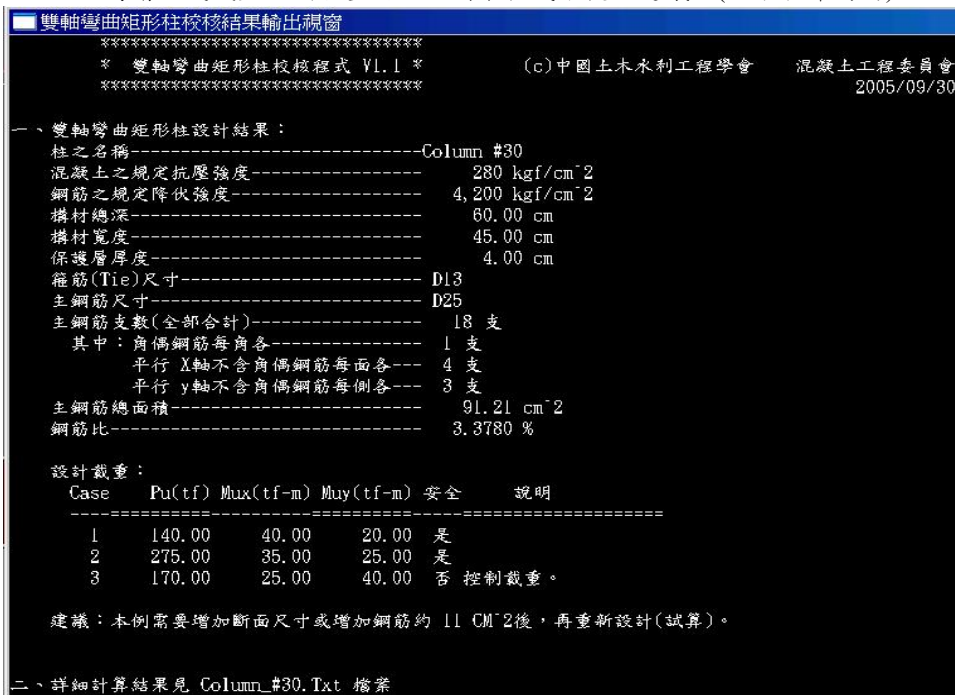 雙軸彎曲矩形柱校核結果輸出視窗
**********************************
* 雙軸彎曲矩形柱校核程式 V1.1 * (c)中國土木水利工程學會 混凝土工程委員會
********************************** 2005/09/30
一、雙軸彎曲矩形柱設計結果：
柱之名稱-----------------------------Column #30
混凝土之規定抗壓強度----------------- 280 kgf/cm^2
鋼筋之規定降伏強度------------------- 4,200 kgf/cm^2
構材總深----------------------------- 60.00 cm
構材寬度----------------------------- 45.00 cm
保護層厚度--------------------------- 4.00 cm
箍筋(Tie)尺寸------------------------ D13
主鋼筋尺寸--------------------------- D25
主鋼筋支數(全部合計)----------------- 18 支
其中：角偶鋼筋每角各--------------- 1 支
平行 X軸不含角偶鋼筋每面各--- 4 支
平行 y軸不含角偶鋼筋每側各--- 3 支
主鋼筋總面積------------------------- 91.21 cm^2
鋼筋比------------------------------- 3.3780 %
設計載重：
Case Pu(tf) Mux(tf-m) Muy(tf-m) 安全 說明
----==========----------==========-----====================
1 140.00 40.00 20.00 是
2 275.00 35.00 25.00 是
3 170.00 25.00 40.00 否 控制載重。
建議：本例需要增加斷面尺寸或增加鋼筋約 11 CM^2後，再重新設計(試算)。
二、詳細計算結果見 Column_#30.Txt 檔案